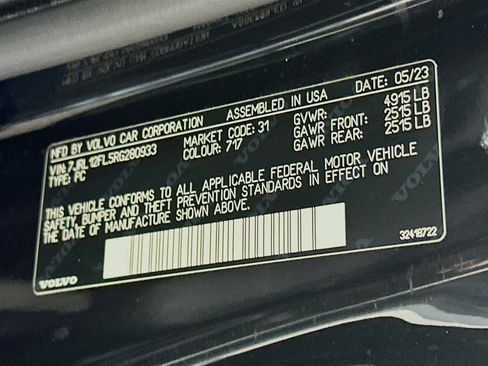 MFD BY VOLVO CAR CORPORATION ASSEMBLED IN USA DATE: 05/23
VIN: 7JRL12FL5RG280933 MARKET CODE: 31 GVWR: 4915 LB
TYPE: PC COLOUR: 717 GAWR FRONT: 2515 LB
GAWR REAR: 2515 LB
THIS VEHICLE CONFORMS TO ALL APPLICABLE FEDERAL MOTOR VEHICLE
SAFETY, BUMPER AND THEFT PREVENTION STANDARDS IN EFFECT ON
THE DATE OF MANUFACTURE SHOWN ABOVE.
VOLVO 32418722